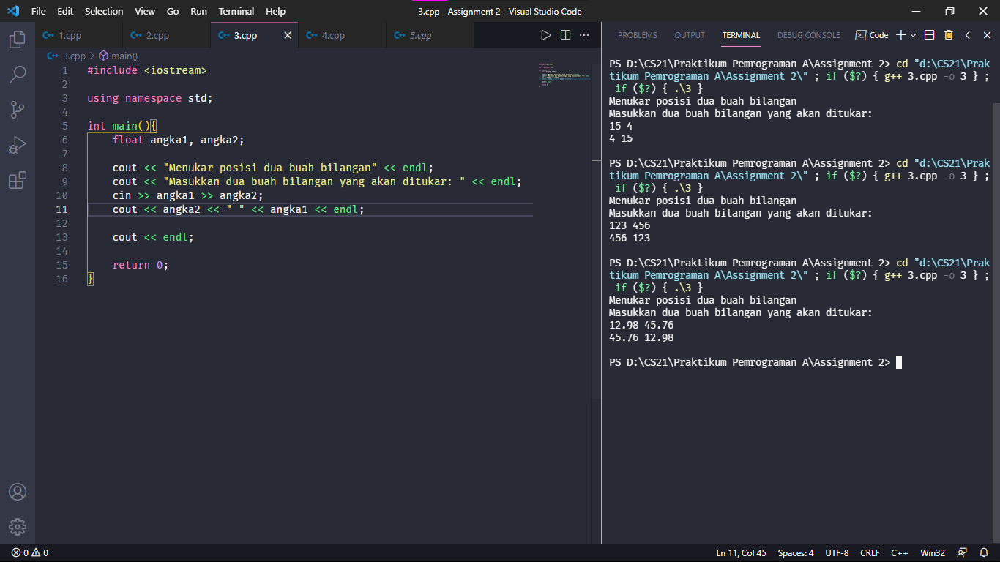 File Edit Selection View Go Run Terminal Help
3.cpp - Assignment 2 - Visual Studio Code
1.cpp 2.cpp 3.cpp 4.cpp 5.cpp
3.cpp > main()
1 #include <iostream>
2
3 using namespace std;
4
5 int main(){
6 float angka1, angka2;
7
8 cout << "Menukar posisi dua buah bilangan" << endl;
9 cout << "Masukkan dua buah bilangan yang akan ditukar: " << endl;
10 cin >> angka1 >> angka2;
11 cout << angka2 << " " << angka1 << endl;
12
13 cout << endl;
14
15 return 0;
16 }
PROBLEMS OUTPUT TERMINAL DEBUG CONSOLE Code
PS D:\CS21\Praktikum Pemrograman A\Assignment 2> cd "d:\CS21\Prak
tikum Pemrograman A\Assignment 2\" ; if ($?) { g++ 3.cpp -o 3 } ;
if ($?) { .\3 }
Menukar posisi dua buah bilangan
Masukkan dua buah bilangan yang akan ditukar:
15 4
4 15
PS D:\CS21\Praktikum Pemrograman A\Assignment 2> cd "d:\CS21\Prak
tikum Pemrograman A\Assignment 2\" ; if ($?) { g++ 3.cpp -o 3 } ;
if ($?) { .\3 }
Menukar posisi dua buah bilangan
Masukkan dua buah bilangan yang akan ditukar:
123 456
456 123
PS D:\CS21\Praktikum Pemrograman A\Assignment 2> cd "d:\CS21\Prak
tikum Pemrograman A\Assignment 2\" ; if ($?) { g++ 3.cpp -o 3 } ;
if ($?) { .\3 }
Menukar posisi dua buah bilangan
Masukkan dua buah bilangan yang akan ditukar:
12.98 45.76
45.76 12.98
PS D:\CS21\Praktikum Pemrograman A\Assignment 2>
0 0 Ln 11, Col 45 Spaces: 4 UTF-8 CRLF C++ Win32